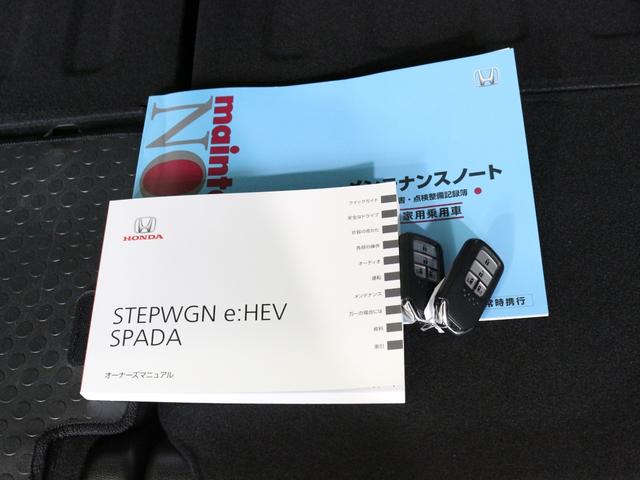 mainte
NO
メンテナンスノート
書・点検整備記録簿
家用乗用車
常時携行
HONDA
STEPWGN e:HEV
SPADA
オーナーズマニュアル
クイックガイド
安全なドライブ
計器の見かた
各部の操作
オーディオ
運転
メンテナンス
万一の場合には
資料
索引